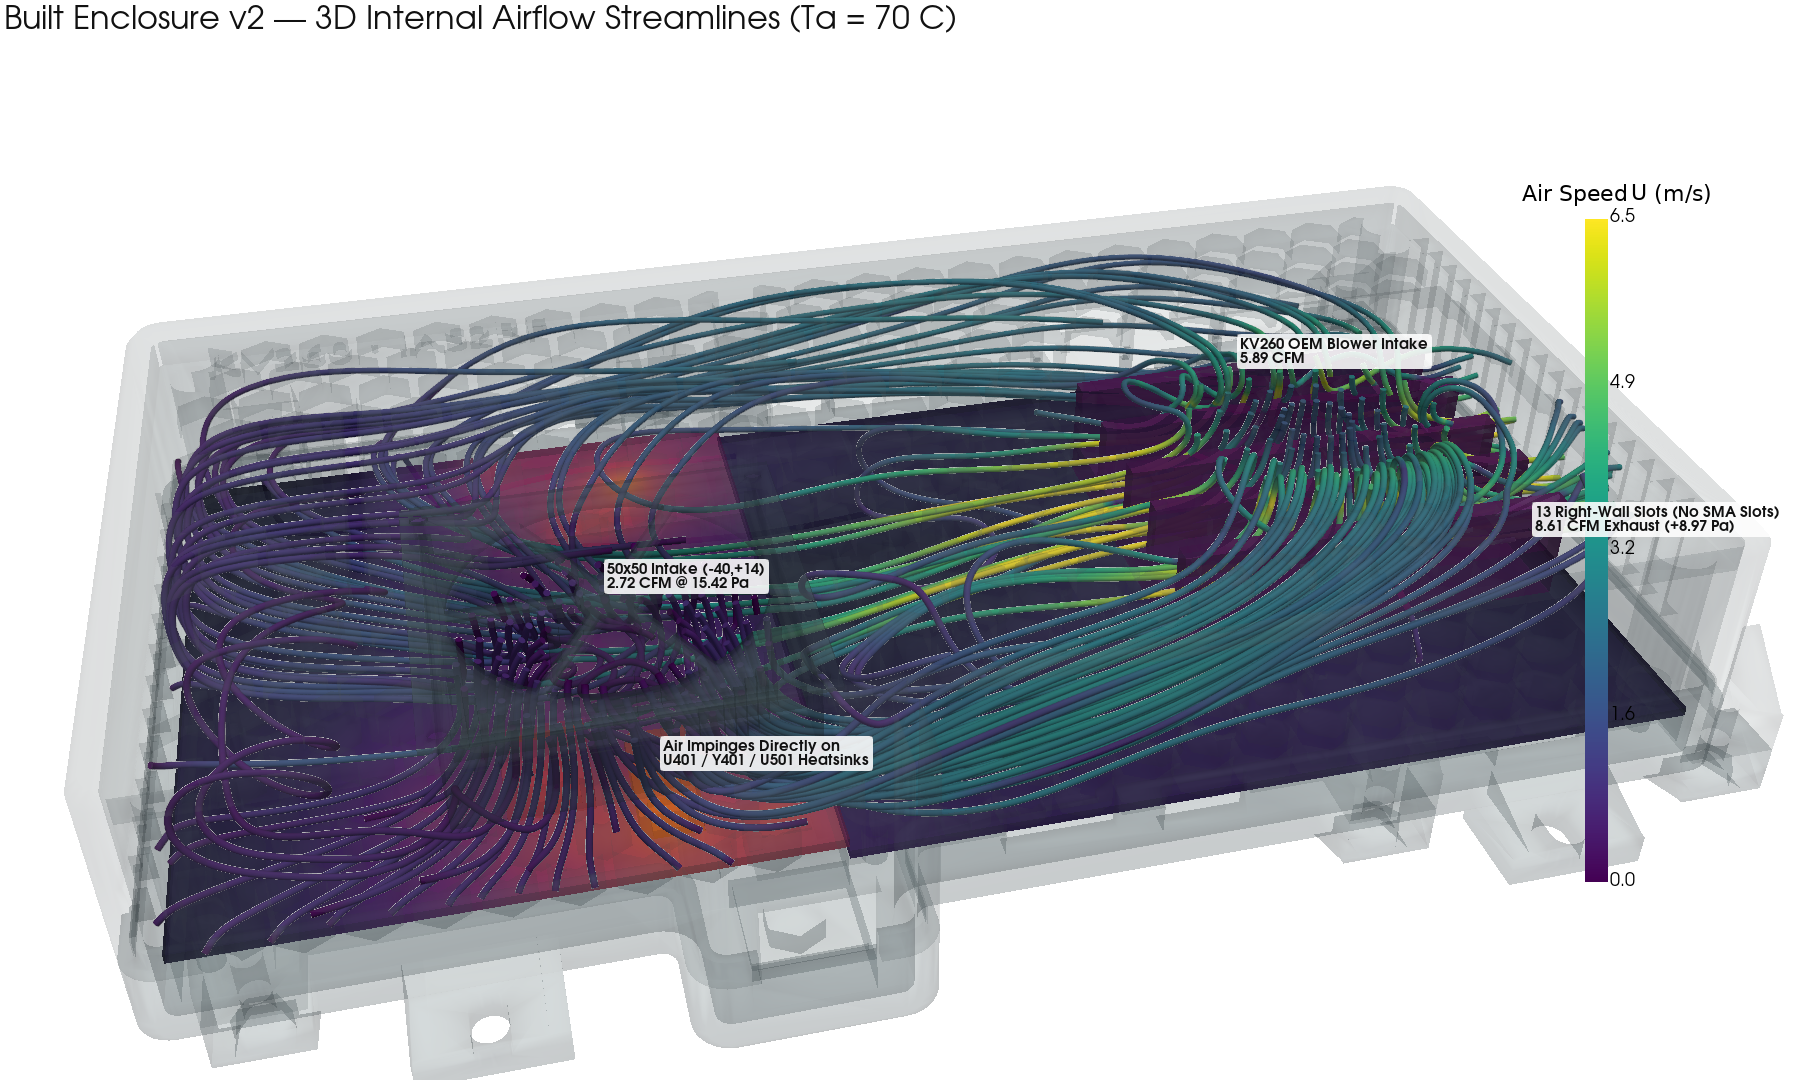 Built Enclosure v2 — 3D Internal Airflow Streamlines (Ta = 70 C)
Air Speed U (m/s)
6.5
KV260 OEM Blower Intake
5.89 CFM
4.9
13 Right-Wall Slots (No SMA Slots)
8.61 CFM Exhaust (+8.97 Pa)
3.2
50x50 Intake (-40,+14)
2.72 CFM @ 15.42 Pa
1.6
Air Impinges Directly on
U401 / Y401 / U501 Heatsinks
0.0